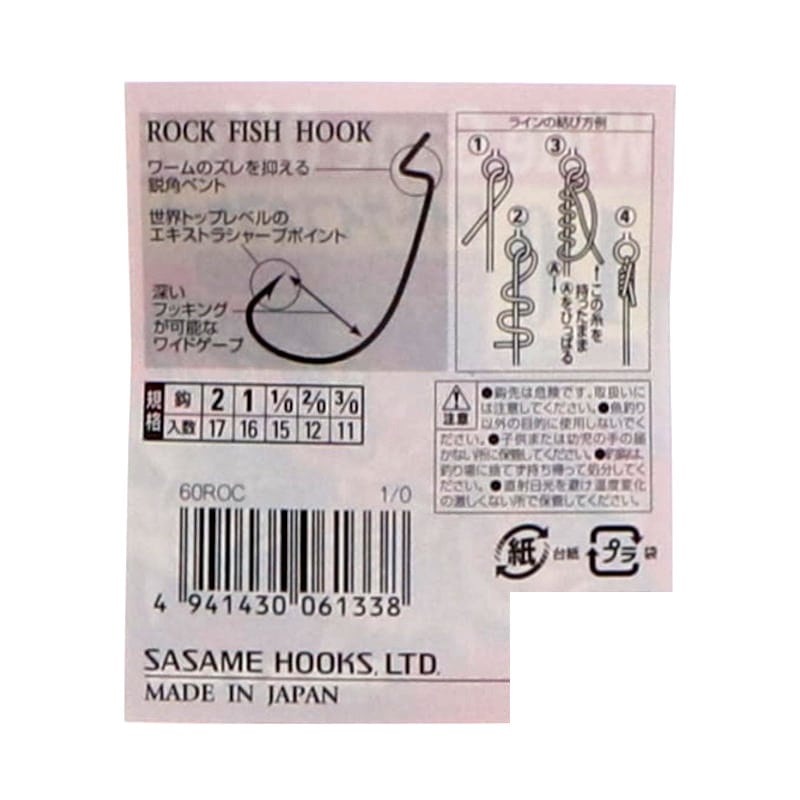 ROCK FISH HOOK
ワームのズレを抑える
鋭角ベント
世界トップレベルの
エキストラシャープポイント
深い
フッキング
が可能な
ワイドゲープ
ラインの結び方例
① ③
② ④
Ⓐ
この糸を
持ったまま
Ⓐをひっぱる
規格 鈎 2 1 1/0 2/0 3/0
入数 17 16 15 12 11
注意
●鈎先は危険です。取扱いに
は注意してください。●魚釣り
以外の目的に使用しないでく
ださい。●子供または幼児の手の届
かない所に保管してください。●
釣り場に捨てず持ち帰って処分してく
ださい。●直射日光を避け温度変化
の激しくない所で保管してください。
60ROC 1/0
4 941430 061338
紙 台紙 プラ 袋
SASAME HOOKS, LTD.
MADE IN JAPAN